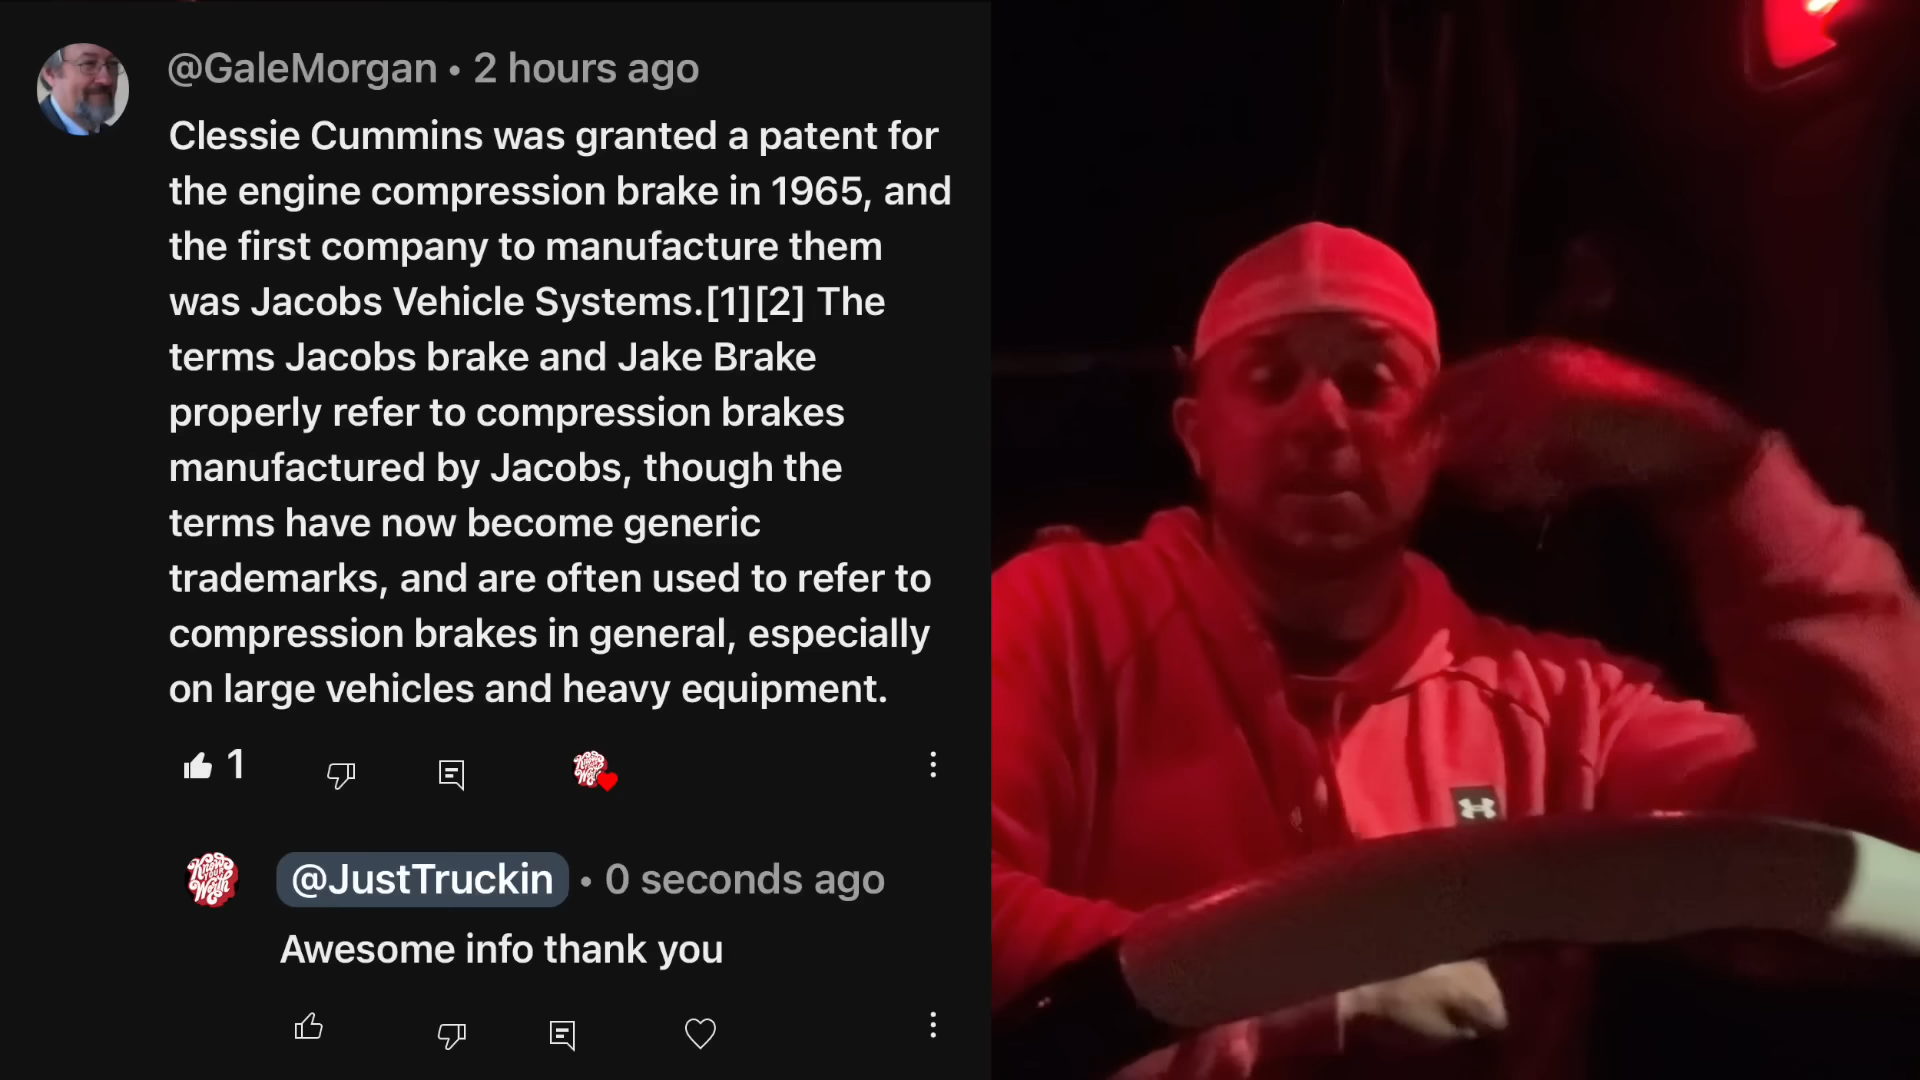 @GaleMorgan • 2 hours ago
Clessie Cummins was granted a patent for
the engine compression brake in 1965, and
the first company to manufacture them
was Jacobs Vehicle Systems.[1][2] The
terms Jacobs brake and Jake Brake
properly refer to compression brakes
manufactured by Jacobs, though the
terms have now become generic
trademarks, and are often used to refer to
compression brakes in general, especially
on large vehicles and heavy equipment.
1
Know Your Worth
@JustTruckin • 0 seconds ago
Awesome info thank you